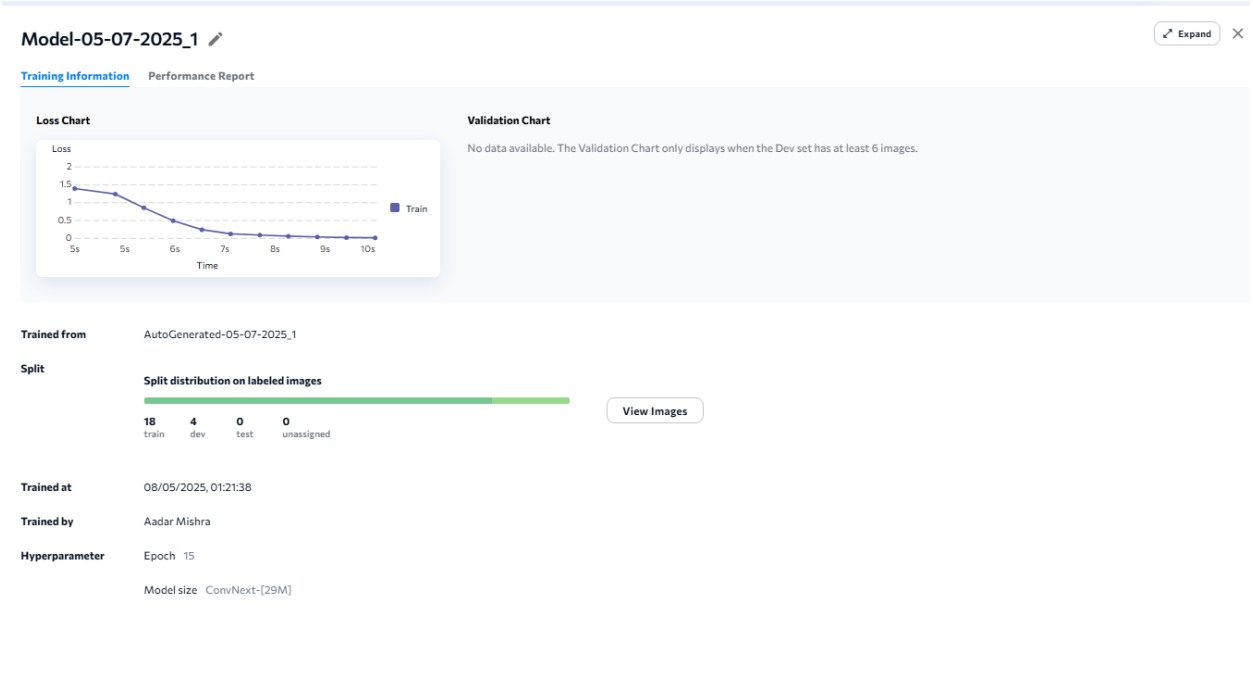 Model-05-07-2025_1
Expand
Training Information Performance Report
Loss Chart
Loss
2
1.5
1
0.5
0
5s 5s 6s 7s 8s 9s 10s
Time
Train
Validation Chart
No data available. The Validation Chart only displays when the Dev set has at least 6 images.
Trained from AutoGenerated-05-07-2025_1
Split
Split distribution on labeled images
18 4 0 0
train dev test unassigned
View Images
Trained at 08/05/2025, 01:21:38
Trained by Aadar Mishra
Hyperparameter Epoch 15
Model size ConvNext-[29M]